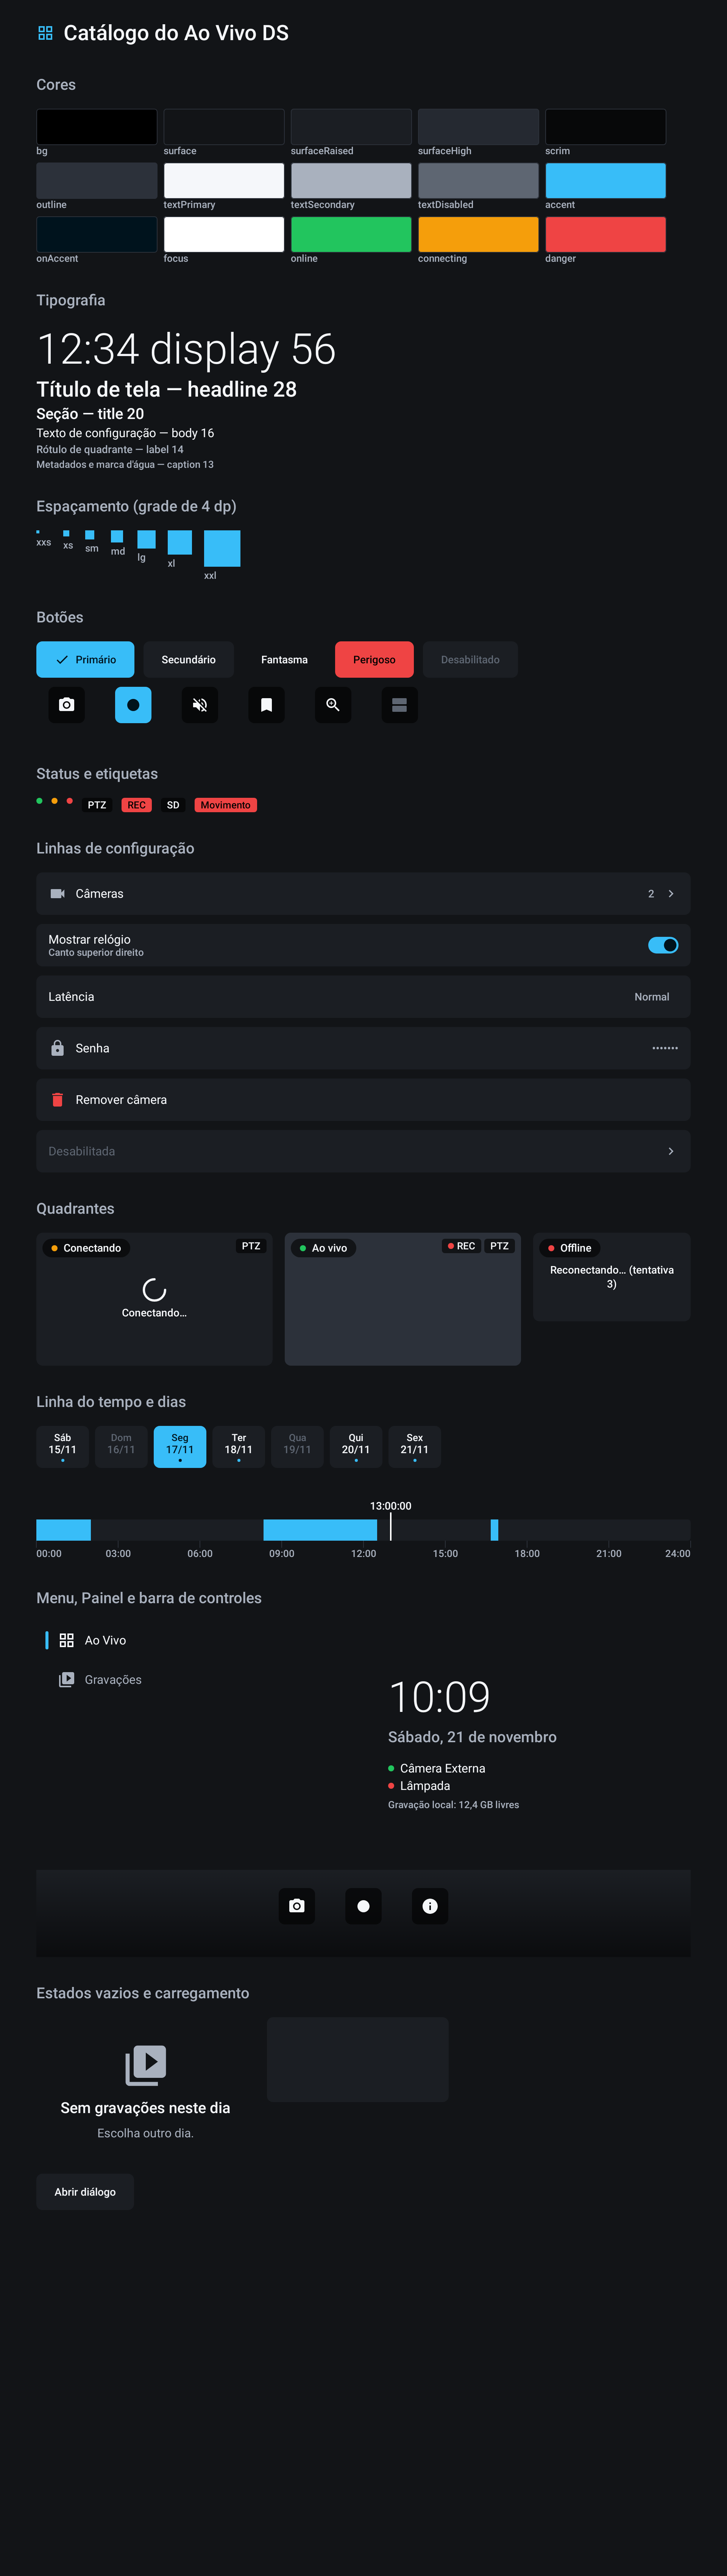 Catálogo do Ao Vivo DS
Cores
bg
surface
surfaceRaised
surfaceHigh
scrim
outline
textPrimary
textSecondary
textDisabled
accent
onAccent
focus
online
connecting
danger
Tipografia
12:34 display 56
Título de tela — headline 28
Seção — title 20
Texto de configuração — body 16
Rótulo de quadrante — label 14
Metadados e marca d'água — caption 13
Espaçamento (grade de 4 dp)
xxs
xs
sm
md
lg
xl
xxl
Botões
Primário
Secundário
Fantasma
Perigoso
Desabilitado
Status e etiquetas
PTZ
REC
SD
Movimento
Linhas de configuração
Câmeras
2
Mostrar relógio
Canto superior direito
Latência
Normal
Senha
•••••••
Remover câmera
Desabilitada
Quadrantes
Conectando
PTZ
Conectando…
Ao vivo
REC
PTZ
Offline
Reconectando… (tentativa
3)
Linha do tempo e dias
Sáb
15/11
Dom
16/11
Seg
17/11
Ter
18/11
Qua
19/11
Qui
20/11
Sex
21/11
13:00:00
00:00
03:00
06:00
09:00
12:00
15:00
18:00
21:00
24:00
Menu, Painel e barra de controles
Ao Vivo
Gravações
10:09
Sábado, 21 de novembro
Câmera Externa
Lâmpada
Gravação local: 12,4 GB livres
Estados vazios e carregamento
Sem gravações neste dia
Escolha outro dia.
Abrir diálogo